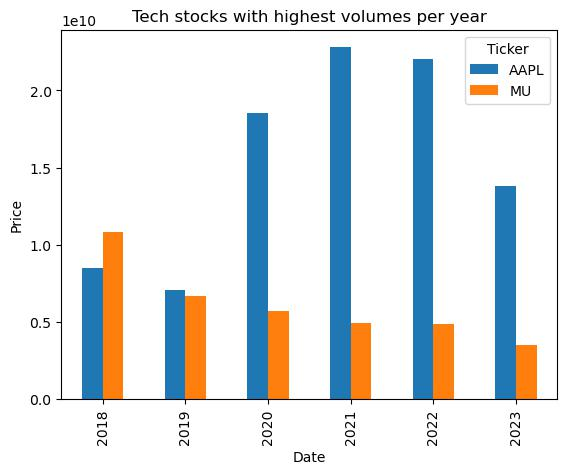 Tech stocks with highest volumes per year
1e10
Ticker
AAPL
MU
2.0
1.5
1.0
0.5
0.0
Price
2018
2019
2020
2021
2022
2023
Date